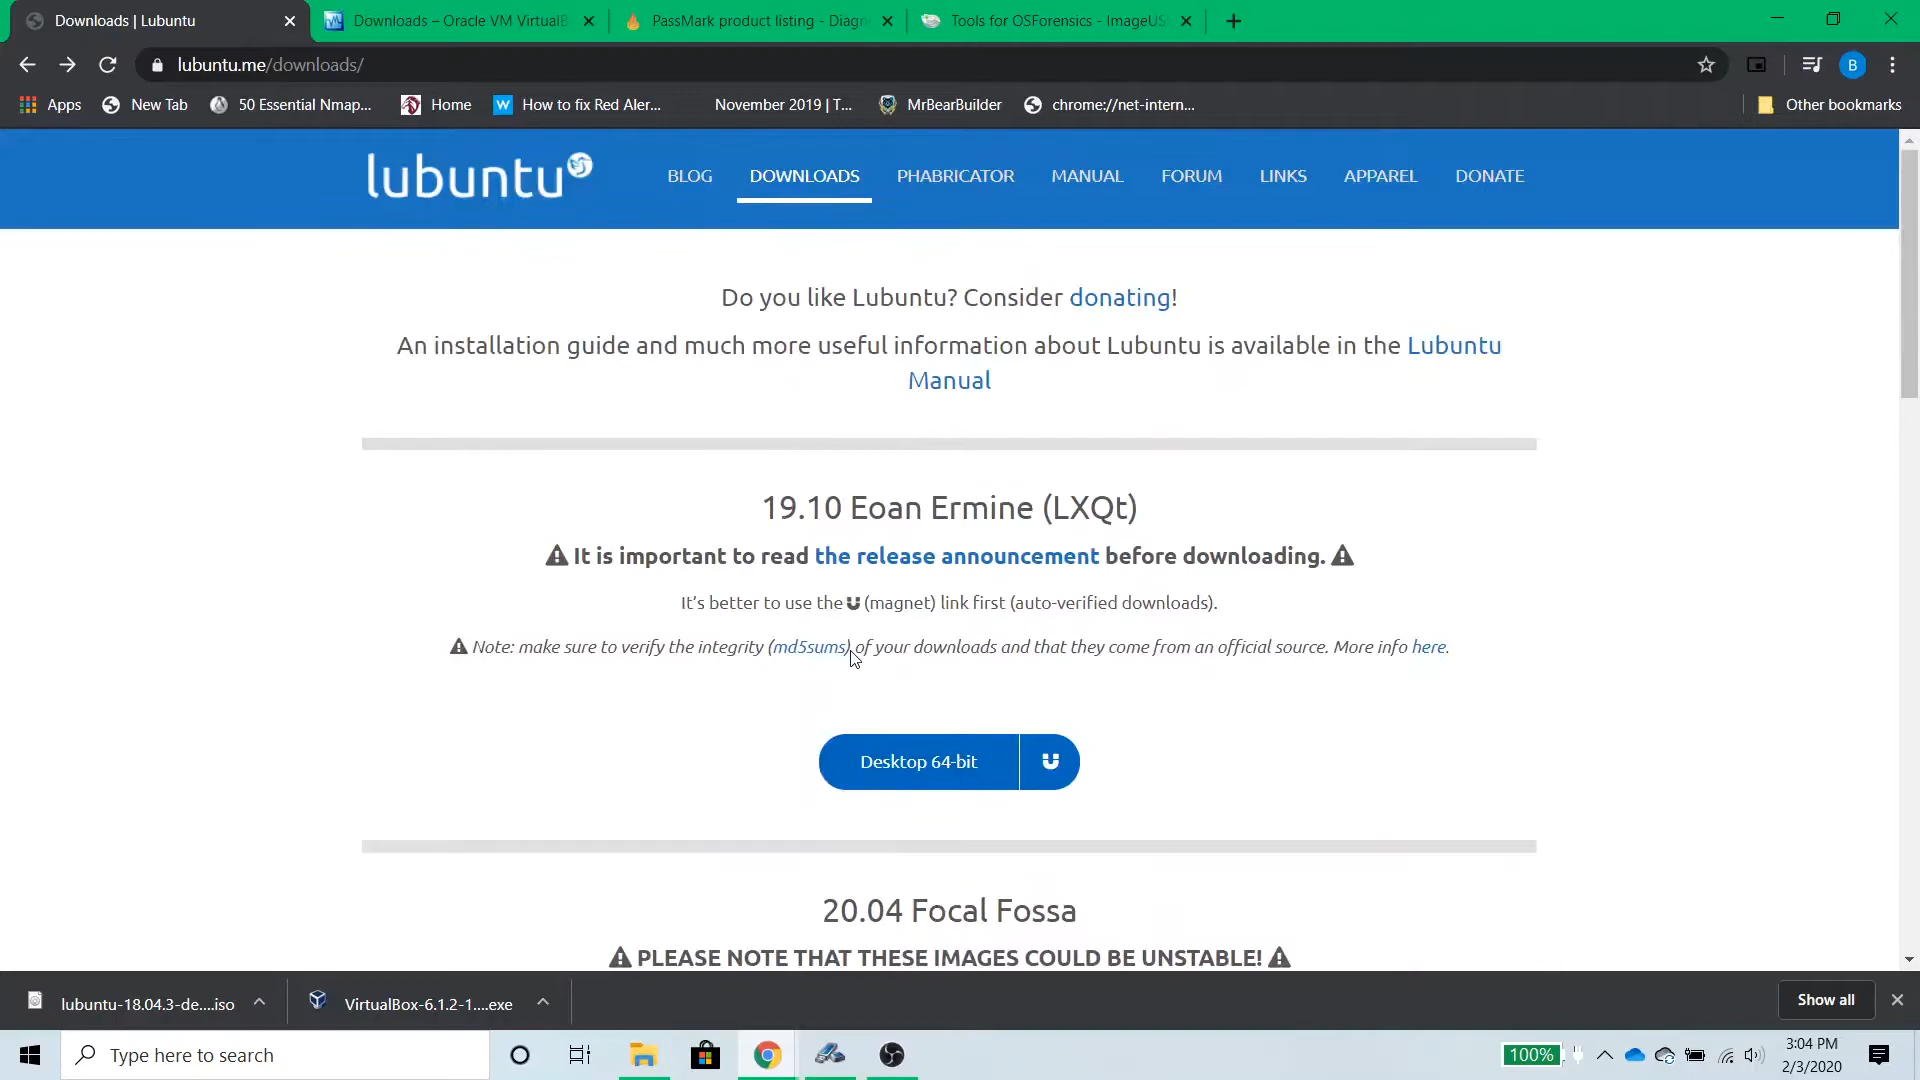 Downloads | Lubuntu
Downloads – Oracle VM VirtualB
PassMark product listing - Diagn
Tools for OSForensics - ImageUS
lubuntu.me/downloads/
B
Apps
New Tab
50 Essential Nmap...
Home
W
How to fix Red Aler...
November 2019 | T...
MrBearBuilder
chrome://net-intern...
Other bookmarks
lubuntu
BLOG
DOWNLOADS
PHABRICATOR
MANUAL
FORUM
LINKS
APPAREL
DONATE
Do you like Lubuntu? Consider donating!
An installation guide and much more useful information about Lubuntu is available in the Lubuntu
Manual
19.10 Eoan Ermine (LXQt)
It is important to read the release announcement before downloading.
It's better to use the (magnet) link first (auto-verified downloads).
Note: make sure to verify the integrity (md5sums) of your downloads and that they come from an official source. More info here.
Desktop 64-bit
20.04 Focal Fossa
PLEASE NOTE THAT THESE IMAGES COULD BE UNSTABLE!
lubuntu-18.04.3-de....iso
VirtualBox-6.1.2-1....exe
Show all
Type here to search
100%
3:04 PM
2/3/2020